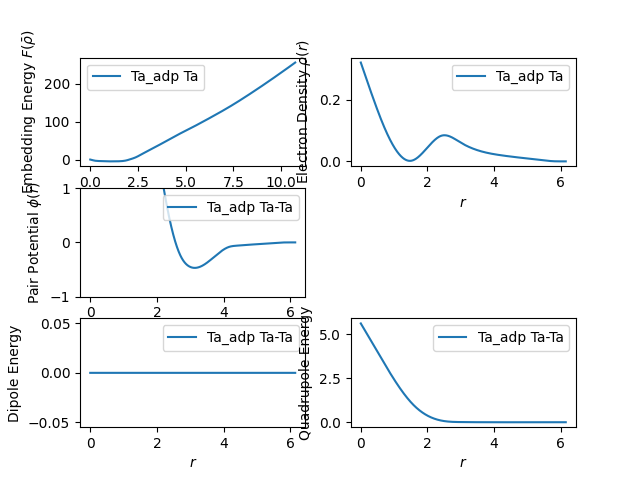 Embedding Energy F(ρ̄)
Ta_adp Ta
200
100
0
0.0 2.5 5.0 7.5 10.0
Electron Density ρ(r)
Ta_adp Ta
0.2
0.0
0 2 4 6
r
Pair Potential ϕ(r)
Ta_adp Ta-Ta
1
0
−1
0 2 4 6
Dipole Energy
Ta_adp Ta-Ta
0.05
0.00
−0.05
0 2 4 6
r
Quadrupole Energy
Ta_adp Ta-Ta
5.0
2.5
0.0
0 2 4 6
r